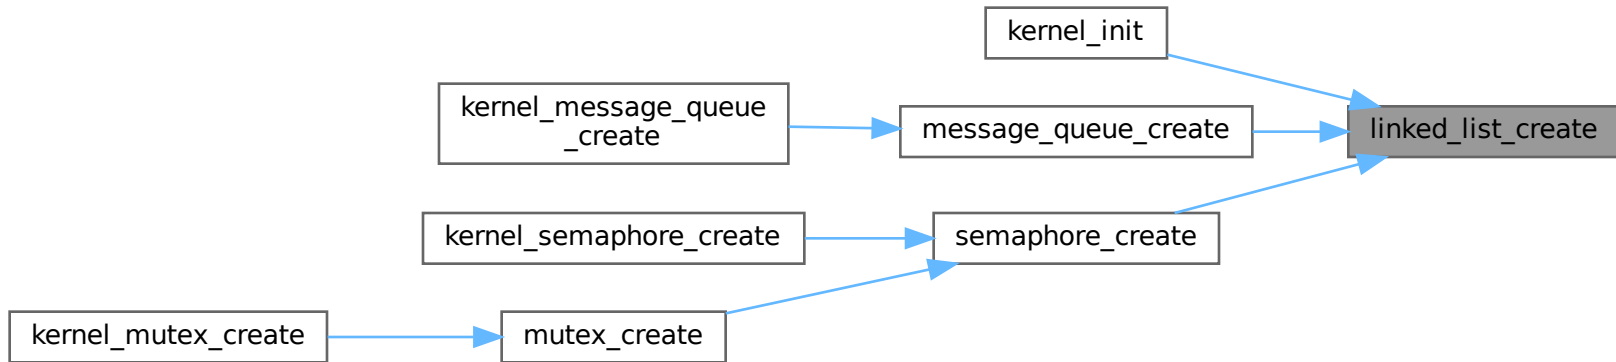 kernel_init
kernel_message_queue
_create
message_queue_create
linked_list_create
kernel_semaphore_create
semaphore_create
kernel_mutex_create
mutex_create